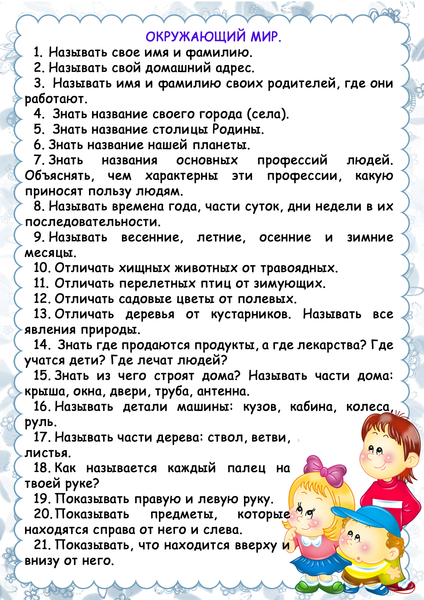 ОКРУЖАЮЩИЙ МИР.
1. Называть свое имя и фамилию.
2. Называть свой домашний адрес.
3. Называть имя и фамилию своих родителей, где они
работают.
4. Знать название своего города (села).
5. Знать название столицы Родины.
6. Знать название нашей планеты.
7. Знать названия основных профессий людей.
Объяснять, чем характерны эти профессии, какую
приносят пользу людям.
8. Называть времена года, части суток, дни недели в их
последовательности.
9. Называть весенние, летние, осенние и зимние
месяцы.
10. Отличать хищных животных от травоядных.
11. Отличать перелетных птиц от зимующих.
12. Отличать садовые цветы от полевых.
13. Отличать деревья от кустарников. Называть все
явления природы.
14. Знать где продаются продукты, а где лекарства? Где
учатся дети? Где лечат людей?
15. Знать из чего строят дома? Называть части дома:
крыша, окна, двери, труба, антенна.
16. Называть детали машины: кузов, кабина, колеса,
руль.
17. Называть части дерева: ствол, ветви,
листья.
18. Как называется каждый палец на
твоей руке?
19. Показывать правую и левую руку.
20. Показывать предметы, которые
находятся справа от него и слева.
21. Показывать, что находится вверху и
внизу от него.